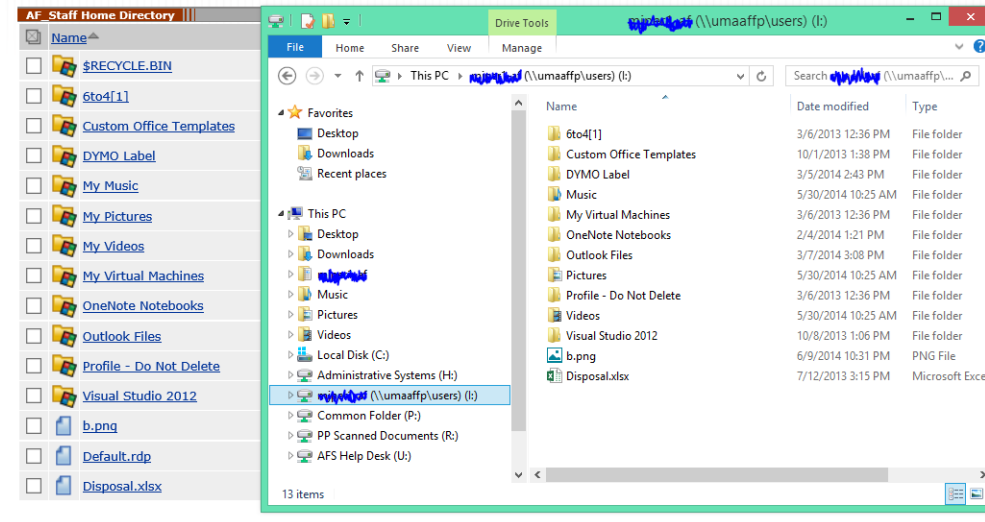 AF_Staff Home Directory
Name
$RECYCLE.BIN
6to4[1]
Custom Office Templates
DYMO Label
My Music
My Pictures
My Videos
My Virtual Machines
OneNote Notebooks
Outlook Files
Profile - Do Not Delete
Visual Studio 2012
b.png
Default.rdp
Disposal.xlsx
Drive Tools (\\umaaffp\users) (I:)
File Home Share View Manage
This PC (\\umaaffp\users) (I:) Search (\\umaaffp\...
Favorites
Desktop
Downloads
Recent places
This PC
Desktop
Downloads
Music
Pictures
Videos
Local Disk (C:)
Administrative Systems (H:)
(\\umaaffp\users) (I:)
Common Folder (P:)
PP Scanned Documents (R:)
AFS Help Desk (U:)
Name Date modified Type
6to4[1] 3/6/2013 12:36 PM File folder
Custom Office Templates 10/1/2013 1:38 PM File folder
DYMO Label 3/5/2014 2:43 PM File folder
Music 5/30/2014 10:25 AM File folder
My Virtual Machines 3/6/2013 12:36 PM File folder
OneNote Notebooks 2/4/2014 1:21 PM File folder
Outlook Files 3/7/2014 3:08 PM File folder
Pictures 5/30/2014 10:25 AM File folder
Profile - Do Not Delete 3/6/2013 12:36 PM File folder
Videos 5/30/2014 10:25 AM File folder
Visual Studio 2012 10/8/2013 1:06 PM File folder
b.png 6/9/2014 10:31 PM PNG File
Disposal.xlsx 7/12/2013 3:15 PM Microsoft Exce
13 items